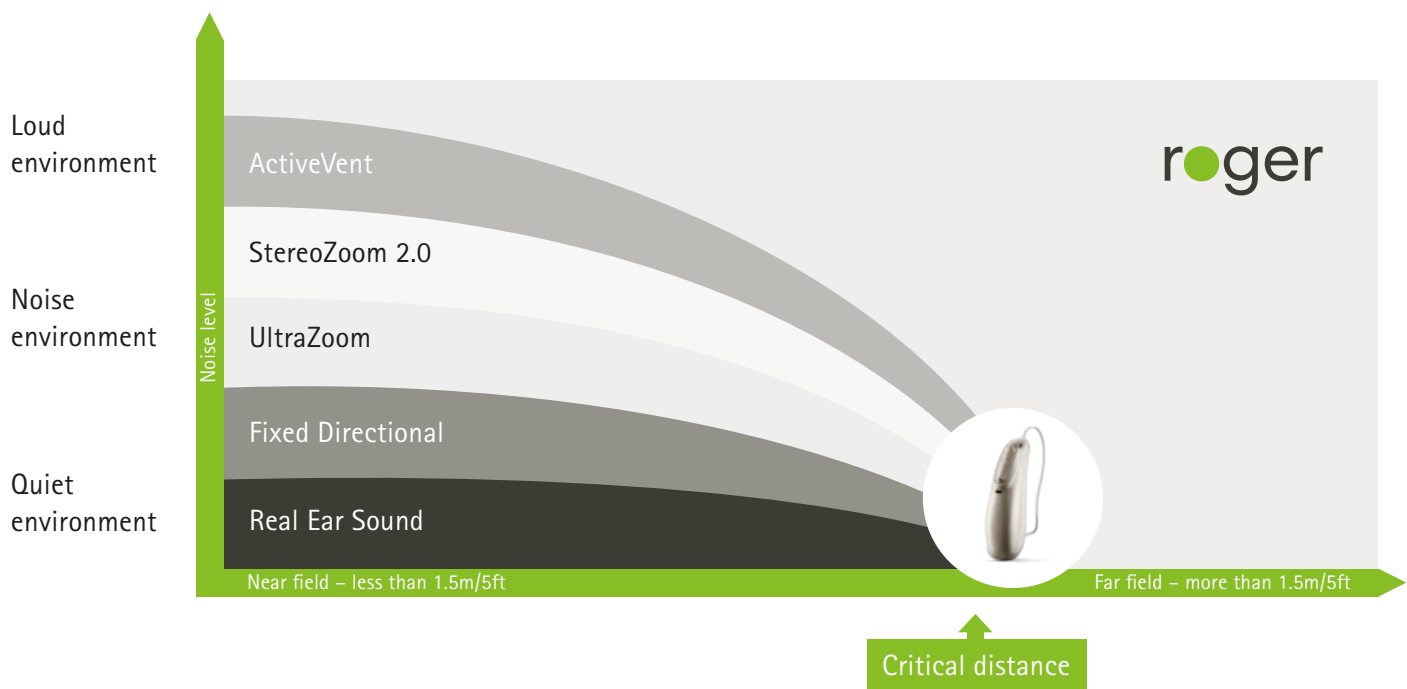 Loud
environment
ActiveVent
roger
StereoZoom 2.0
Noise
environment
Noise level
UltraZoom
Fixed Directional
Quiet
environment
Real Ear Sound
Near field – less than 1.5m/5ft
Far field – more than 1.5m/5ft
Critical distance